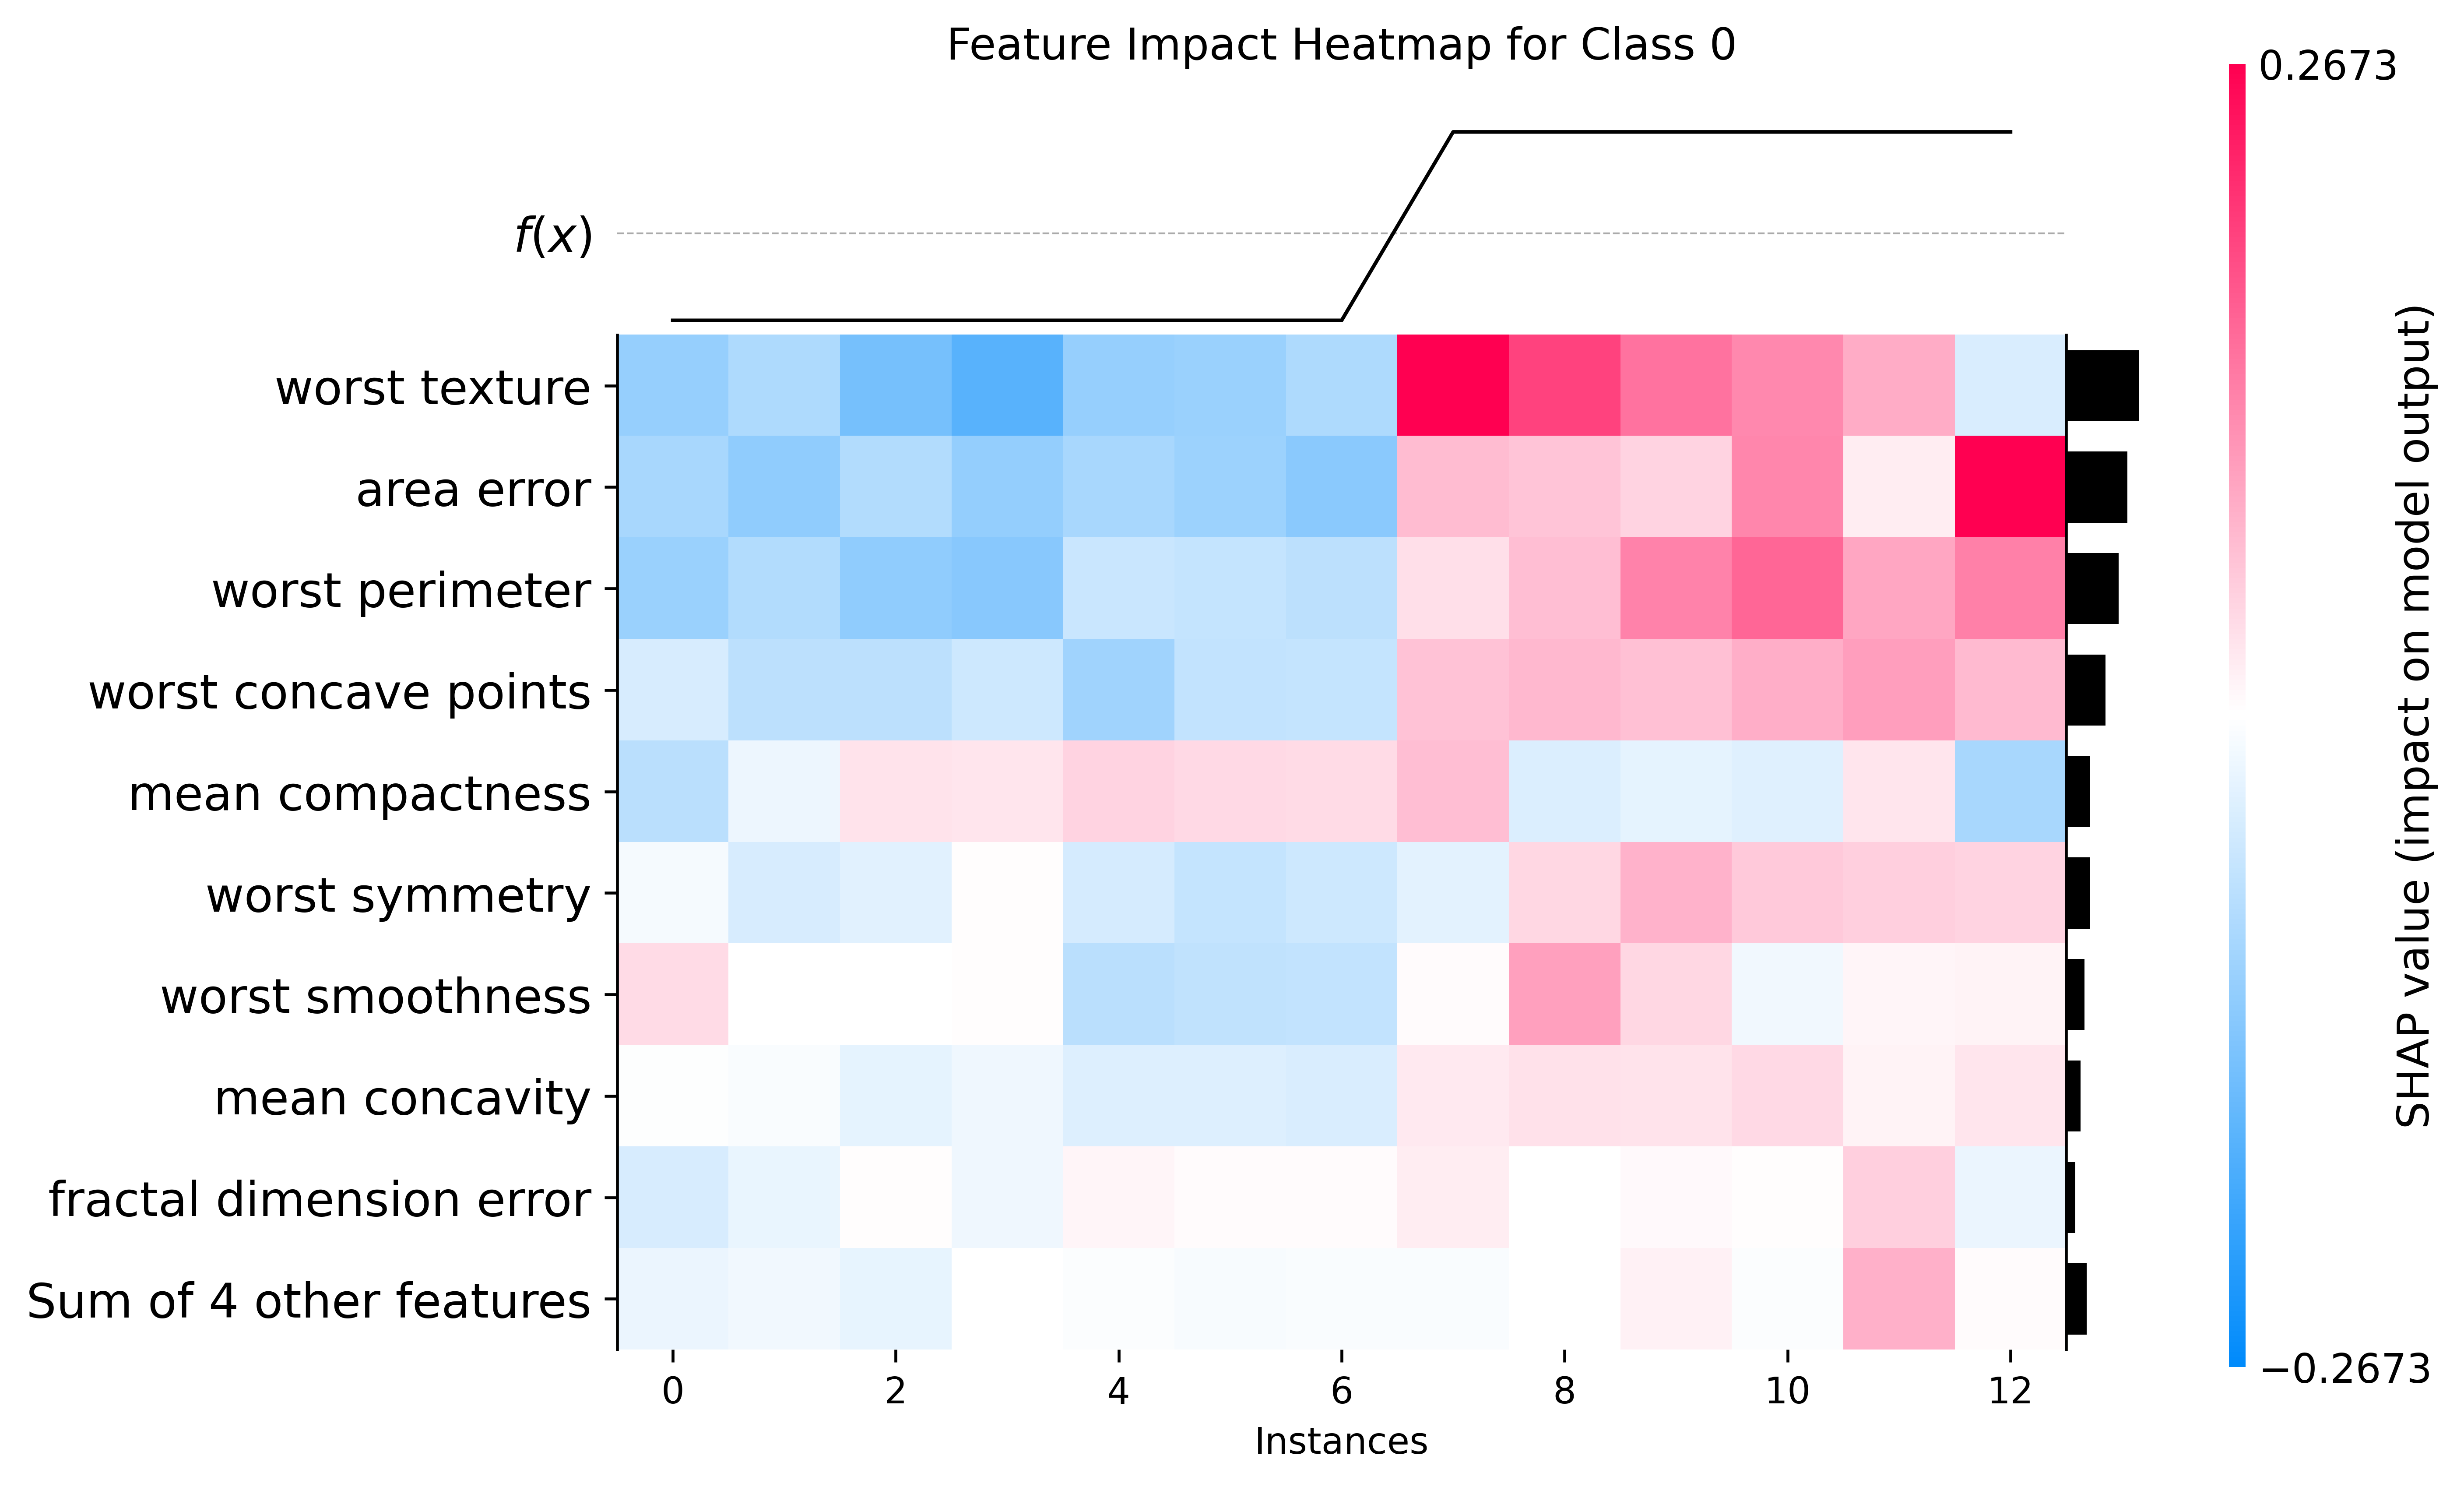 Feature Impact Heatmap for Class 0
0.2673
f(x)
worst texture
area error
worst perimeter
worst concave points
mean compactness
worst symmetry
worst smoothness
mean concavity
fractal dimension error
Sum of 4 other features
0 2 4 6 8 10 12
Instances
SHAP value (impact on model output)
−0.2673